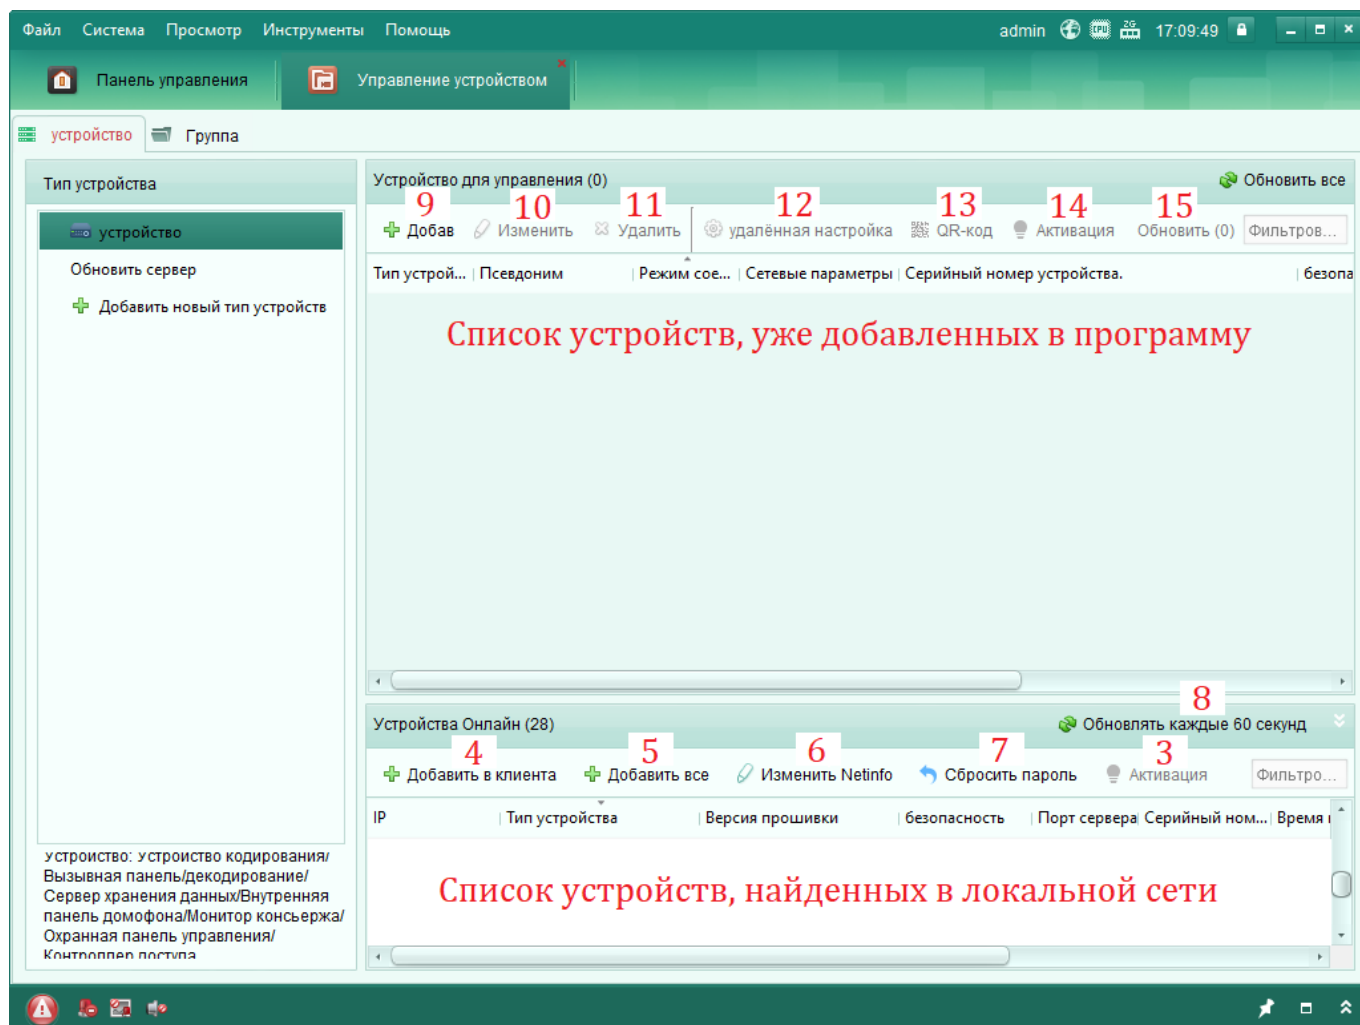 Файл Система Просмотр Инструменты Помощь admin 2G 17:09:49
Панель управления Управление устройством
устройство Группа
Тип устройства
устройство
Обновить сервер
Добавить новый тип устройств
Устройство: Устройство кодирования/
Вызывная панель/декодирование/
Сервер хранения данных/Внутренняя
панель домофона/Монитор консьержа/
Охранная панель управления/
Контроллер доступа
Устройство для управления (0) Обновить все
9 10 11 12 13 14 15
Добав Изменить Удалить удалённая настройка QR-код Активация Обновить (0) Фильтров...
Тип устрой... Псевдоним Режим сое... Сетевые параметры Серийный номер устройства. безопа
Список устройств, уже добавленных в программу
8
Устройства Онлайн (28) Обновлять каждые 60 секунд
4 5 6 7 3
Добавить в клиента Добавить все Изменить Netinfo Сбросить пароль Активация Фильтро...
IP Тип устройства Версия прошивки безопасность Порт сервера Серийный ном... Время
Список устройств, найденных в локальной сети